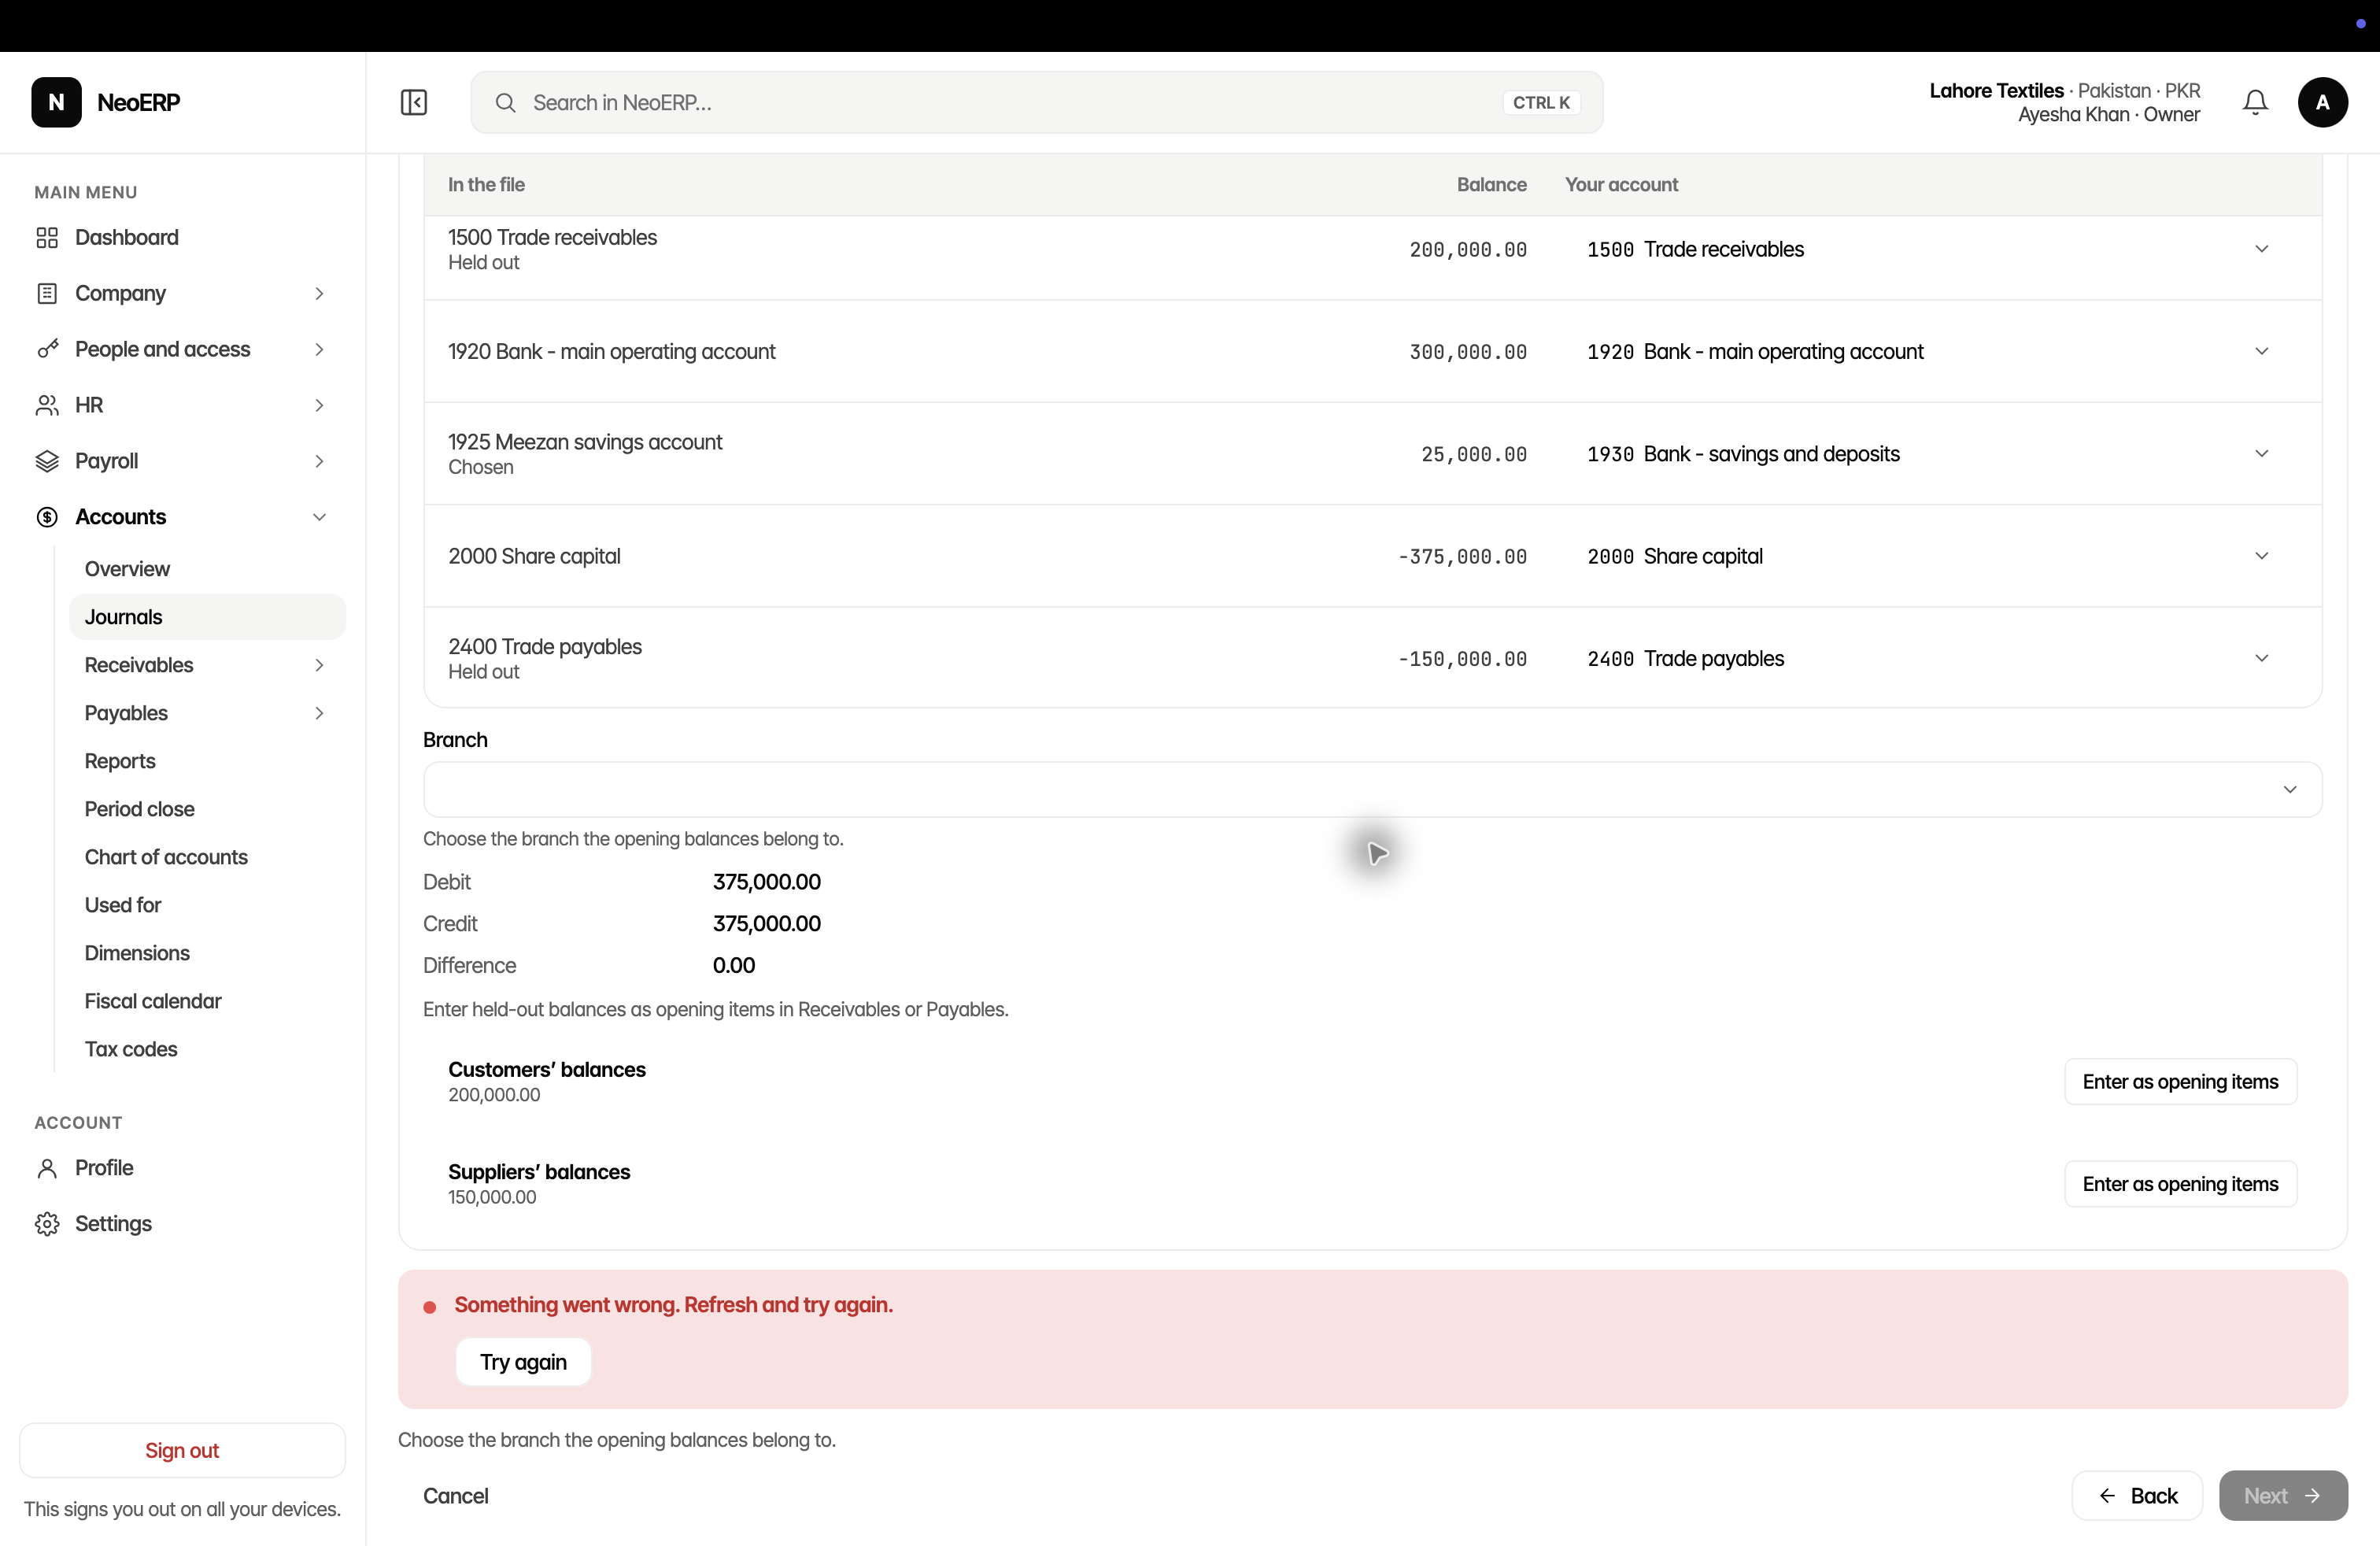 N NeoERP
Search in NeoERP... CTRL K
Lahore Textiles · Pakistan · PKR
Ayesha Khan · Owner
A
MAIN MENU
Dashboard
Company
People and access
HR
Payroll
Accounts
Overview
Journals
Receivables
Payables
Reports
Period close
Chart of accounts
Used for
Dimensions
Fiscal calendar
Tax codes
ACCOUNT
Profile
Settings
Sign out
This signs you out on all your devices.
In the file Balance Your account
1500 Trade receivables 200,000.00 1500 Trade receivables
Held out
1920 Bank - main operating account 300,000.00 1920 Bank - main operating account
1925 Meezan savings account 25,000.00 1930 Bank - savings and deposits
Chosen
2000 Share capital -375,000.00 2000 Share capital
2400 Trade payables -150,000.00 2400 Trade payables
Held out
Branch
Choose the branch the opening balances belong to.
Debit 375,000.00
Credit 375,000.00
Difference 0.00
Enter held-out balances as opening items in Receivables or Payables.
Customers’ balances
200,000.00
Enter as opening items
Suppliers’ balances
150,000.00
Enter as opening items
Something went wrong. Refresh and try again.
Try again
Choose the branch the opening balances belong to.
Cancel Back Next